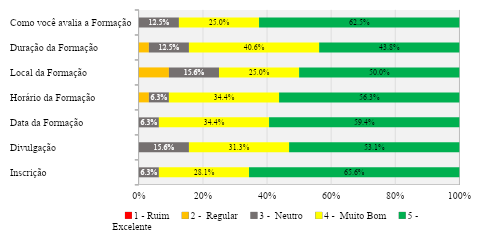 Como você avalia a Formação 12.5% 25.0% 62.5%
Duração da Formação 12.5% 40.6% 43.8%
Local da Formação 15.6% 25.0% 50.0%
Horário da Formação 6.3% 34.4% 56.3%
Data da Formação 6.3% 34.4% 59.4%
Divulgação 15.6% 31.3% 53.1%
Inscrição 6.3% 28.1% 65.6%
0% 20% 40% 60% 80% 100%
1 - Ruim 2 - Regular 3 - Neutro 4 - Muito Bom 5 -
Excelente